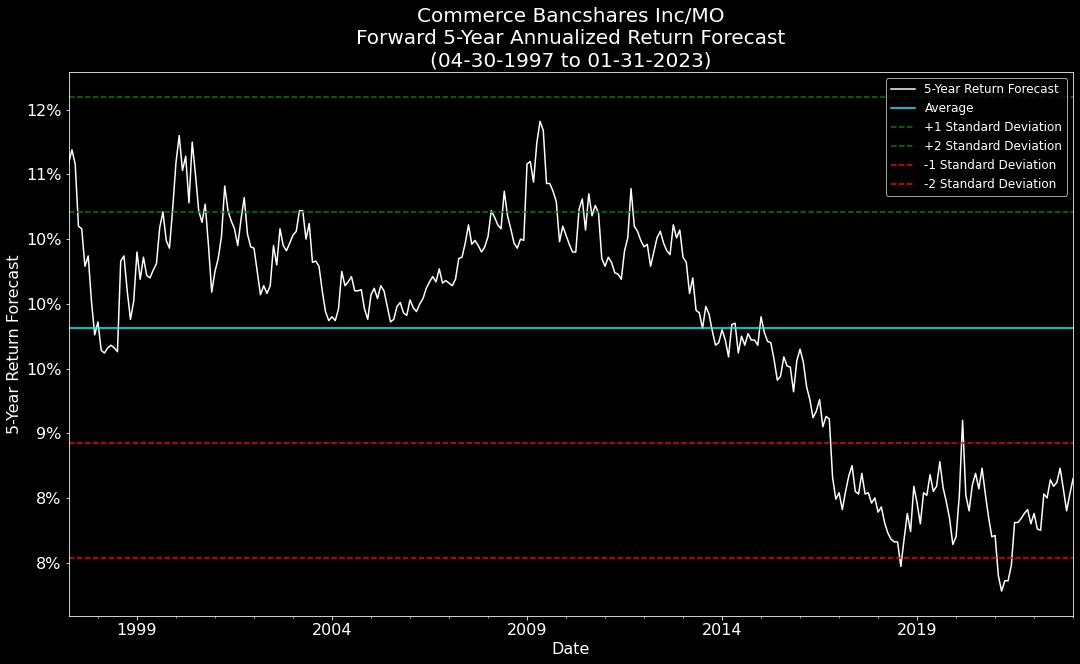 Commerce Bancshares Inc/MO
Forward 5-Year Annualized Return Forecast
(04-30-1997 to 01-31-2023)
5-Year Return Forecast
Average
+1 Standard Deviation
+2 Standard Deviation
-1 Standard Deviation
-2 Standard Deviation
12%
11%
10%
10%
10%
9%
8%
8%
5-Year Return Forecast
1999
2004
2009
2014
2019
Date